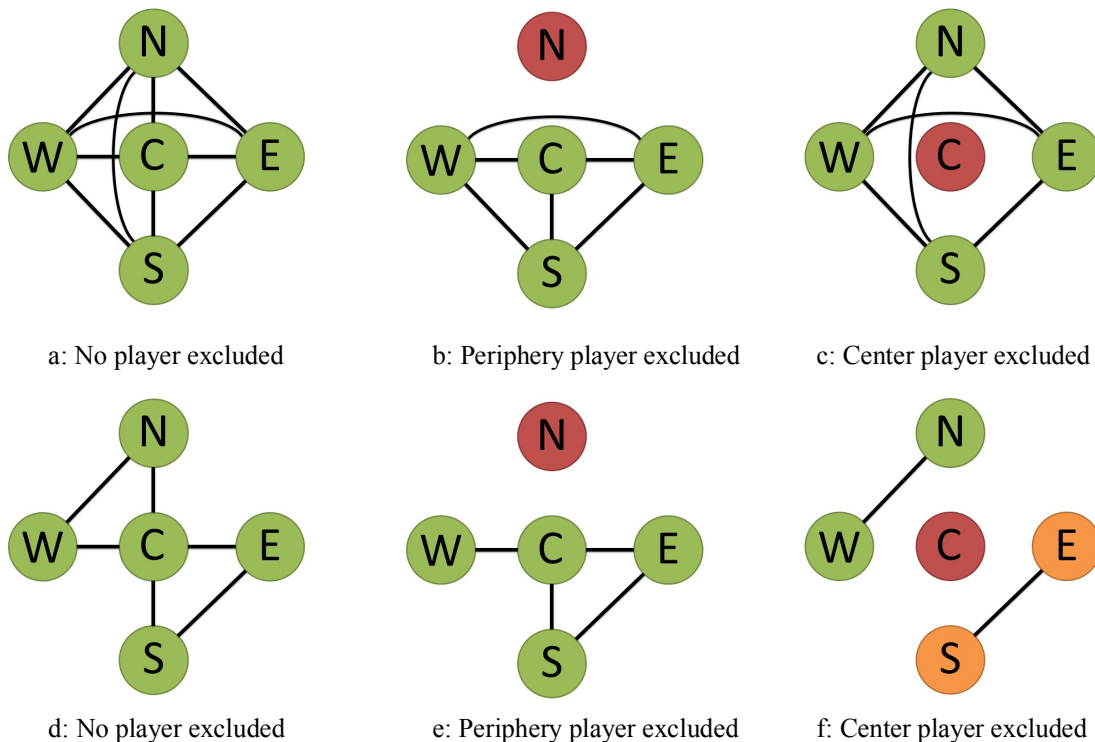 N N N
W C E W C E W C E
S S S
a: No player excluded b: Periphery player excluded c: Center player excluded
N N N
W C E W C E W C E
S S S
d: No player excluded e: Periphery player excluded f: Center player excluded